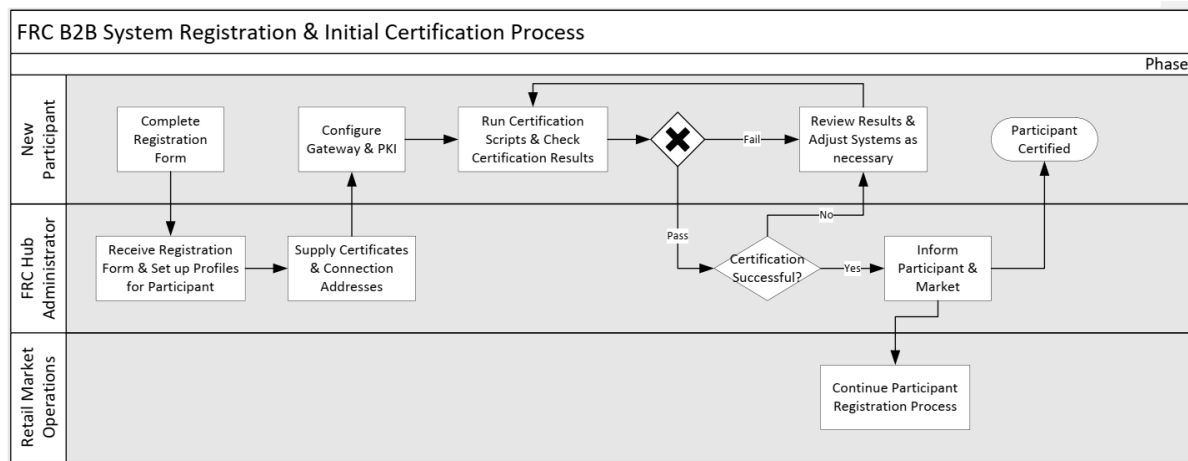 FRC B2B System Registration & Initial Certification Process
Phase
New
Participant
Complete
Registration
Form
Configure
Gateway & PKI
Run Certification
Scripts & Check
Certification Results
Fail
Review Results &
Adjust Systems as
necessary
Participant
Certified
FRC Hub
Administrator
Receive Registration
Form & Set up Profiles
for Participant
Supply Certificates
& Connection
Addresses
Pass
Certification
Successful?
No
Yes
Inform
Participant &
Market
Retail Market
Operations
Continue Participant
Registration Process